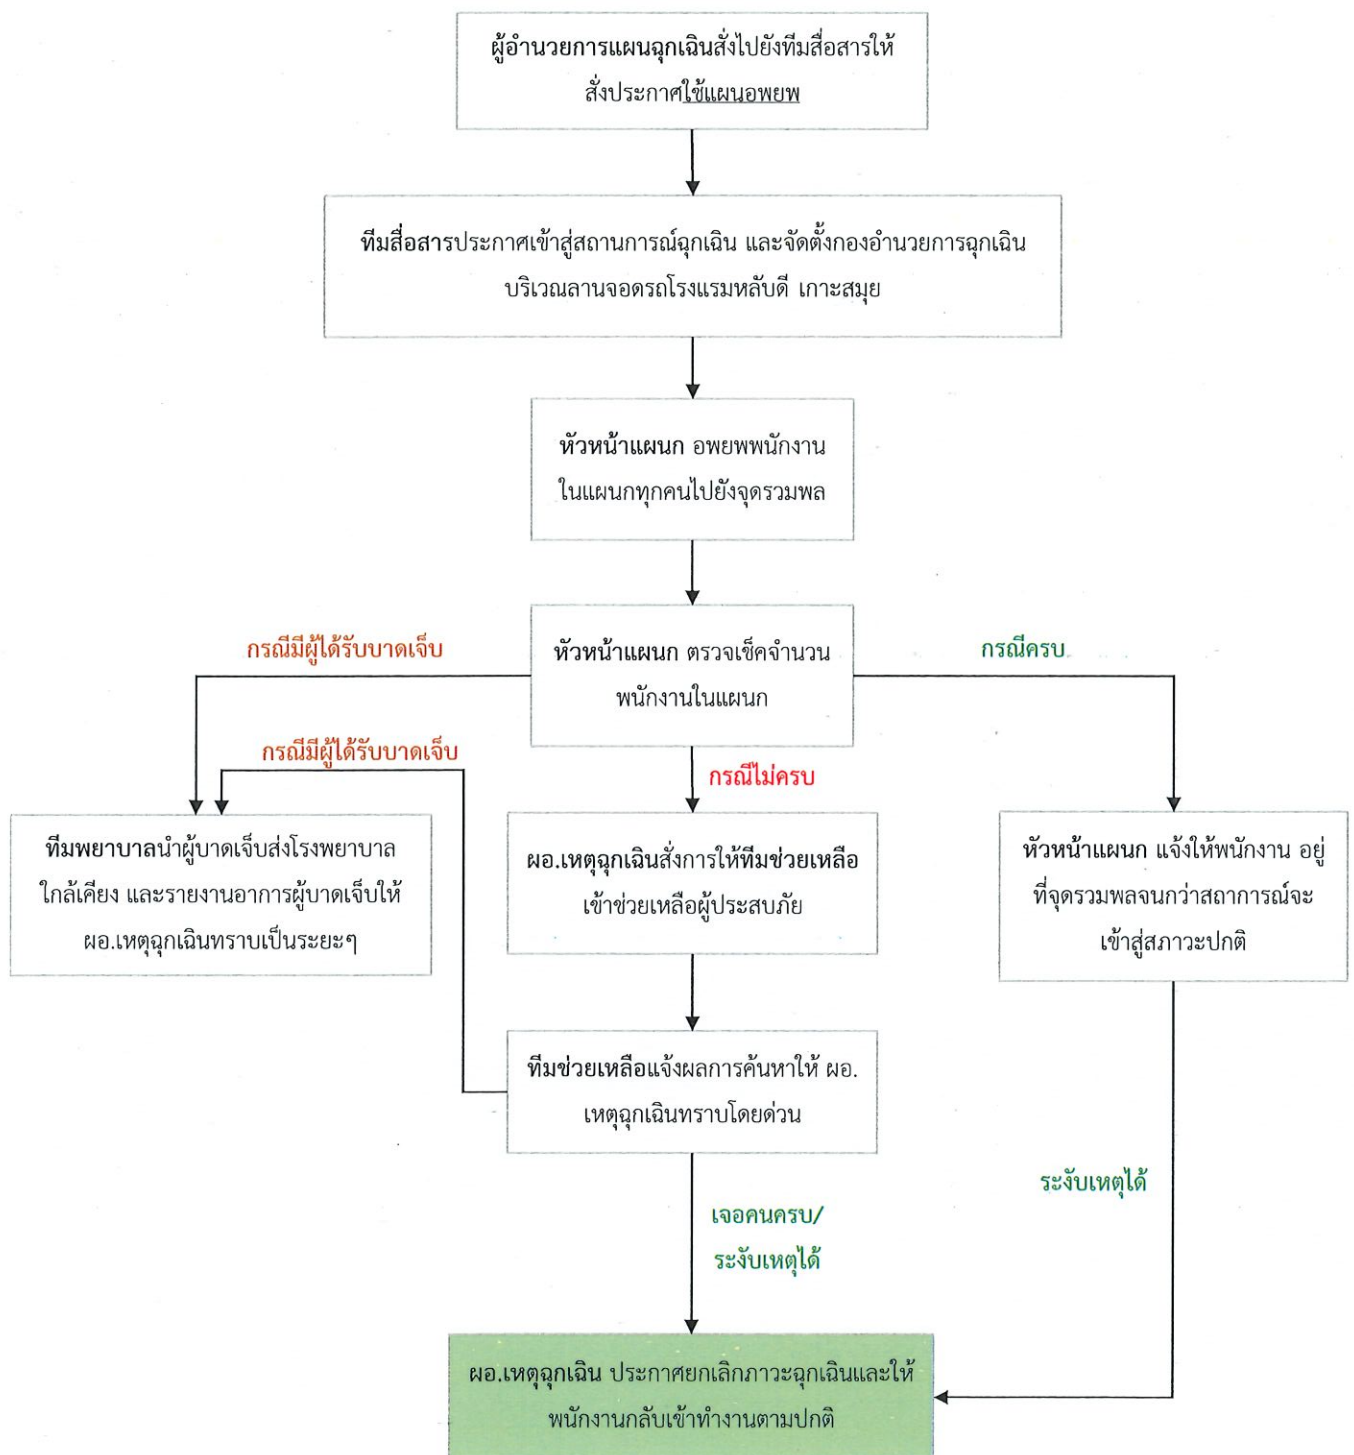 ผู้อำนวยการแผนฉุกเฉินสั่งไปยังทีมสื่อสารให้
สั่งประกาศใช้แผนอพยพ
ทีมสื่อสารประกาศเข้าสู่สถานการณ์ฉุกเฉิน และจัดตั้งกองอำนวยการฉุกเฉิน
บริเวณลานจอดรถโรงแรมหลับดี เกาะสมุย
หัวหน้าแผนก อพยพพนักงาน
ในแผนกทุกคนไปยังจุดรวมพล
กรณีมีผู้ได้รับบาดเจ็บ
หัวหน้าแผนก ตรวจเช็คจำนวน
พนักงานในแผนก
กรณีครบ
กรณีมีผู้ได้รับบาดเจ็บ
กรณีไม่ครบ
ทีมพยาบาลนำผู้บาดเจ็บส่งโรงพยาบาล
ใกล้เคียง และรายงานอาการผู้บาดเจ็บให้
ผอ.เหตุฉุกเฉินทราบเป็นระยะๆ
ผอ.เหตุฉุกเฉินสั่งการให้ทีมช่วยเหลือ
เข้าช่วยเหลือผู้ประสบภัย
หัวหน้าแผนก แจ้งให้พนักงาน อยู่
ที่จุดรวมพลจนกว่าสถาการณ์จะ
เข้าสู่สภาวะปกติ
ทีมช่วยเหลือแจ้งผลการค้นหาให้ ผอ.
เหตุฉุกเฉินทราบโดยด่วน
ระงับเหตุได้
เจอคนครบ/
ระงับเหตุได้
ผอ.เหตุฉุกเฉิน ประกาศยกเลิกภาวะฉุกเฉินและให้
พนักงานกลับเข้าทำงานตามปกติ